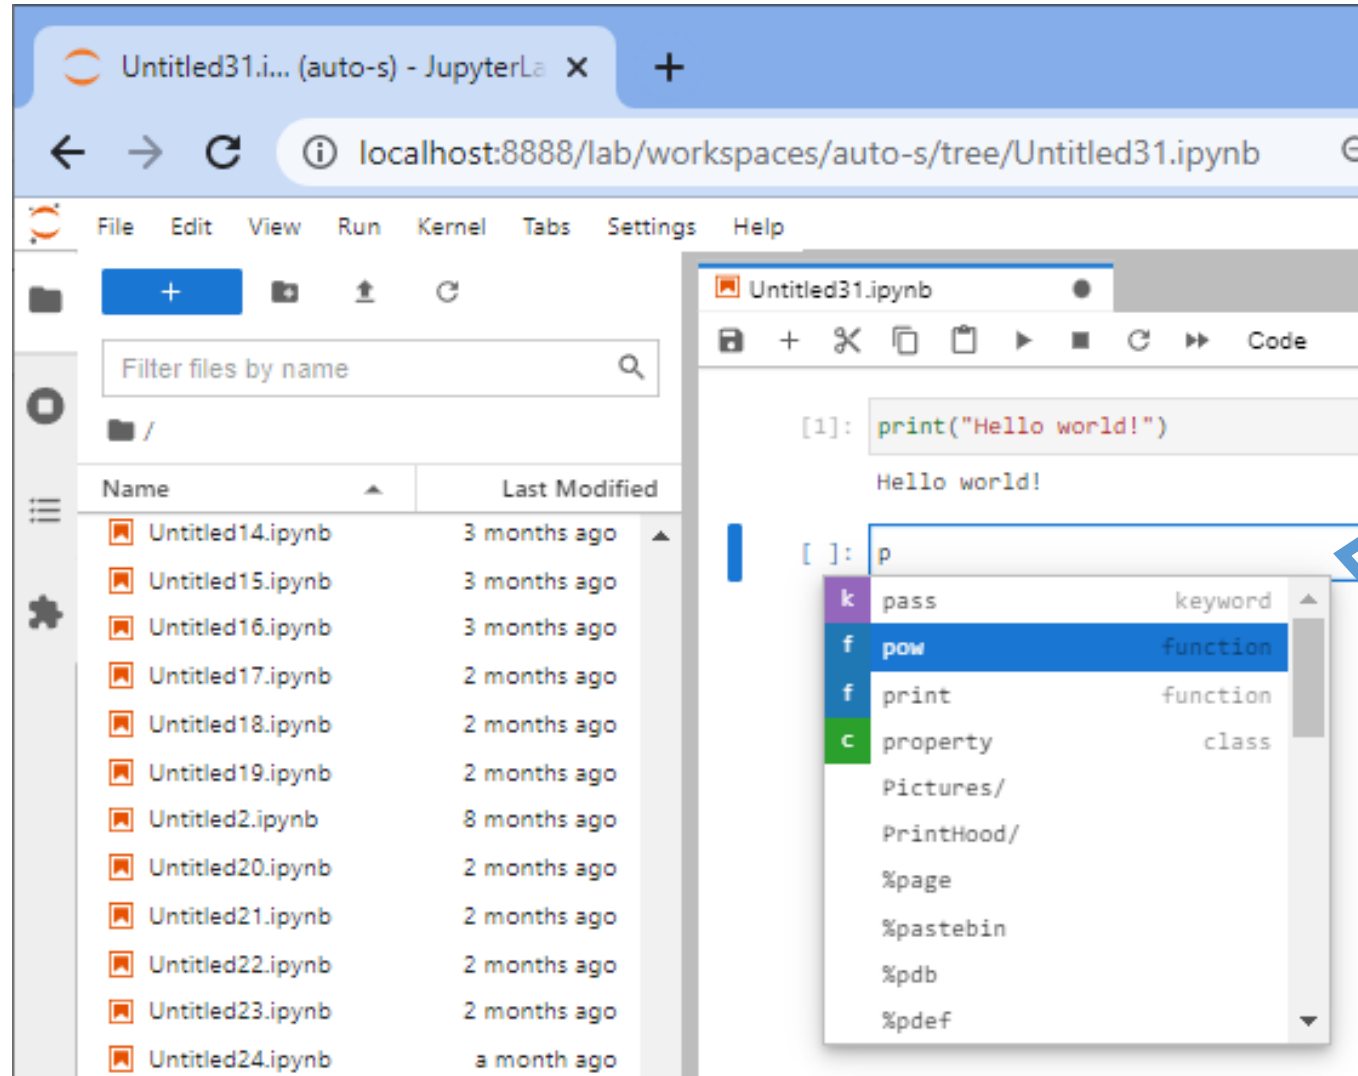 Untitled31.i... (auto-s) - JupyterLa
localhost:8888/lab/workspaces/auto-s/tree/Untitled31.ipynb
File Edit View Run Kernel Tabs Settings Help
Filter files by name
/
Name Last Modified
Untitled14.ipynb 3 months ago
Untitled15.ipynb 3 months ago
Untitled16.ipynb 3 months ago
Untitled17.ipynb 2 months ago
Untitled18.ipynb 2 months ago
Untitled19.ipynb 2 months ago
Untitled2.ipynb 8 months ago
Untitled20.ipynb 2 months ago
Untitled21.ipynb 2 months ago
Untitled22.ipynb 2 months ago
Untitled23.ipynb 2 months ago
Untitled24.ipynb a month ago
Untitled31.ipynb
Code
[1]: print("Hello world!")
Hello world!
[ ]: p
k pass keyword
f pow function
f print function
c property class
Pictures/
PrintHood/
%page
%pastebin
%pdb
%pdef